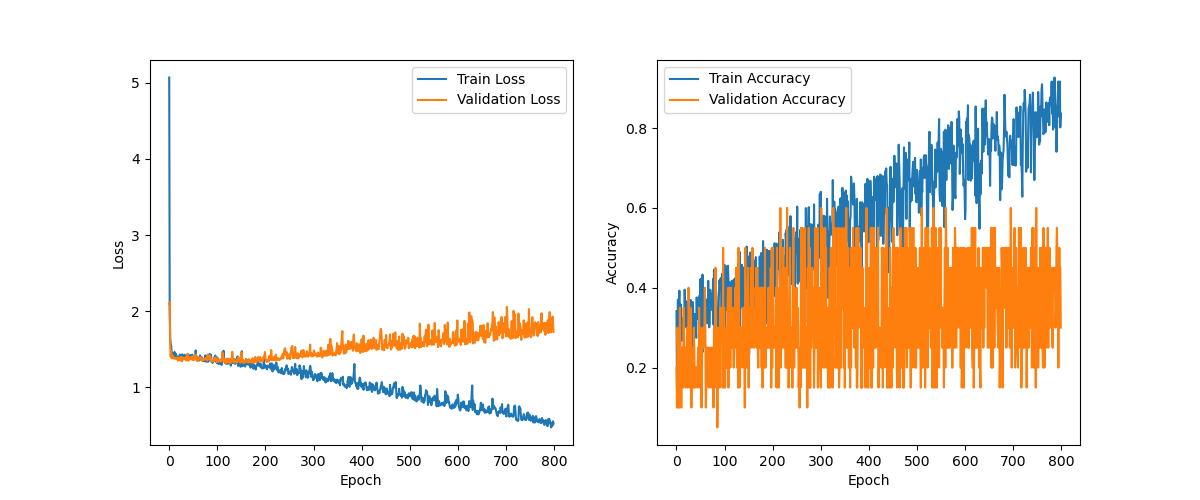 Train Loss
Validation Loss
5
4
3
2
1
Loss
0 100 200 300 400 500 600 700 800
Epoch
Train Accuracy
Validation Accuracy
0.8
0.6
0.4
0.2
Accuracy
0 100 200 300 400 500 600 700 800
Epoch